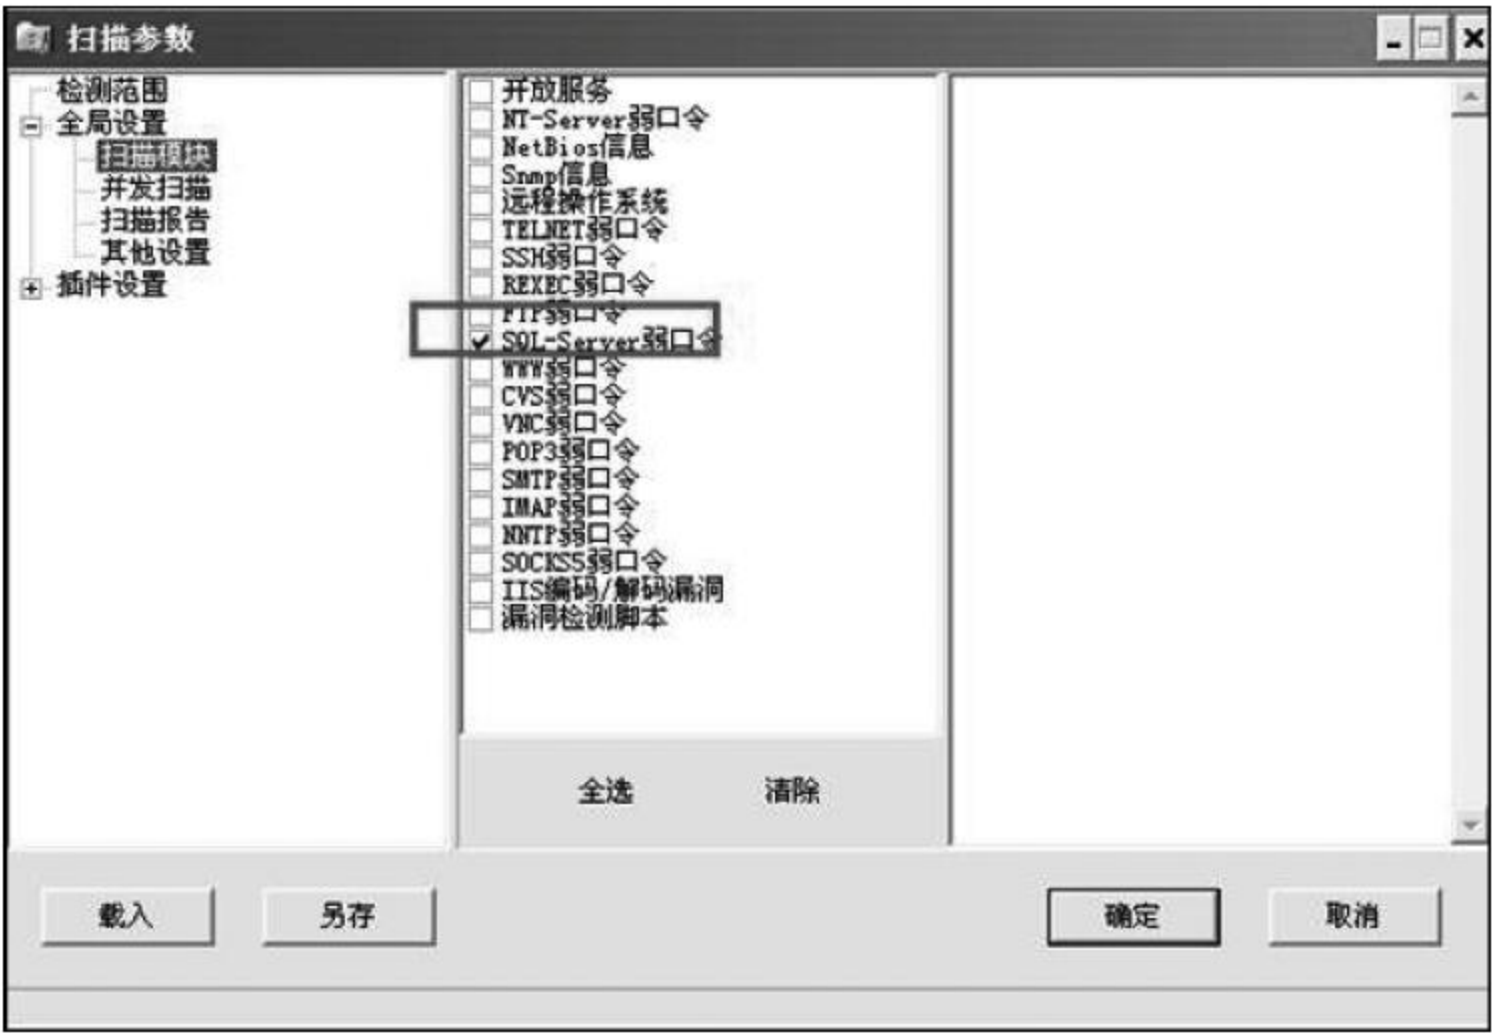 扫描参数
检测范围
全局设置
扫描模块
并发扫描
扫描报告
其他设置
插件设置
开放服务
NT-Server弱口令
NetBios信息
Snmp信息
远程操作系统
TELNET弱口令
SSH弱口令
REXEC弱口令
FTP弱口令
SQL-Server弱口令
WWW弱口令
CVS弱口令
VNC弱口令
POP3弱口令
SMTP弱口令
IMAP弱口令
NNTP弱口令
SOCKS5弱口令
IIS编码/解码漏洞
漏洞检测脚本
全选 清除
载入 另存 确定 取消